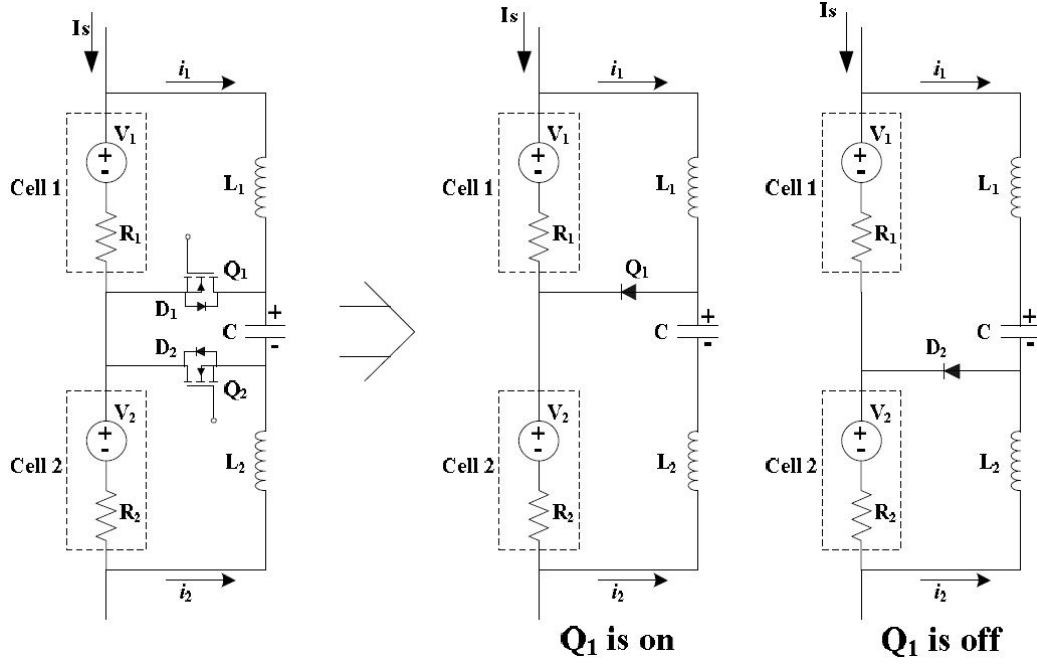 Is
i1
V1
+
-
Cell 1
L1
R1
Q1
D1
+
C
-
D2
Q2
V2
+
-
Cell 2
L2
R2
i2
Is
i1
V1
+
-
Cell 1
L1
R1
Q1
+
C
-
V2
+
-
Cell 2
L2
R2
i2
Q1 is on
Is
i1
V1
+
-
Cell 1
L1
R1
+
C
-
D2
V2
+
-
Cell 2
L2
R2
i2
Q1 is off